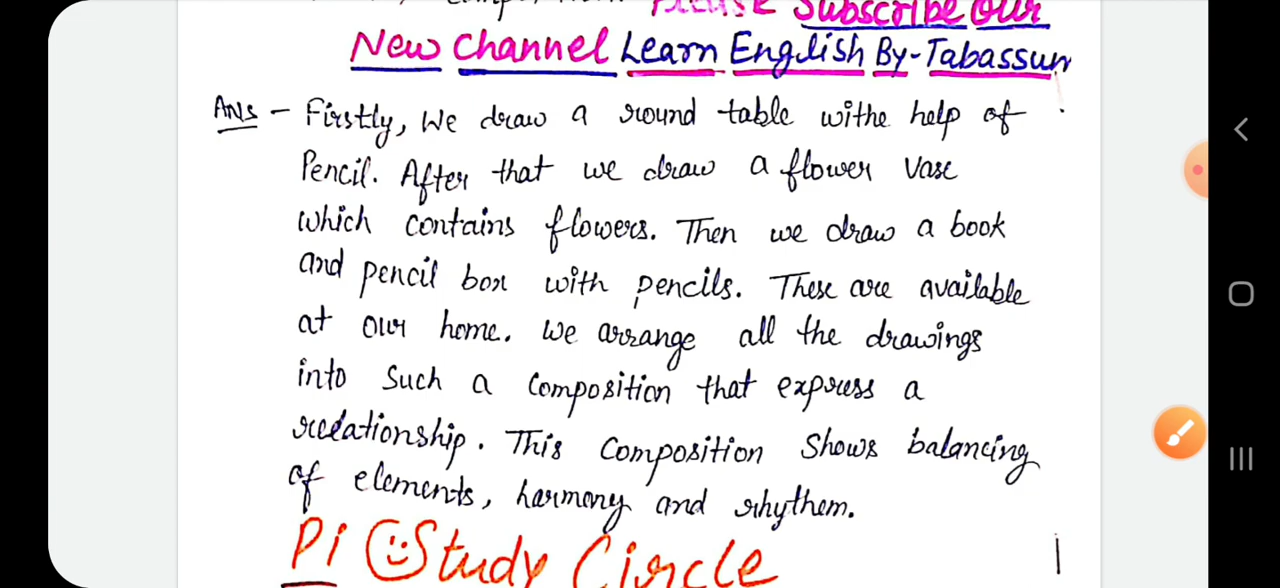 Please Subscribe Our
New Channel Learn English By-Tabassum
Ans - Firstly, we draw a round table withe help of
Pencil. After that we draw a flower vase
which contains flowers. Then we draw a book
and pencil box with pencils. These are available
at our home. We arrange all the drawings
into such a composition that express a
relationship. This composition shows balancing
of elements, harmony and rhythem.
Pi Study Circle